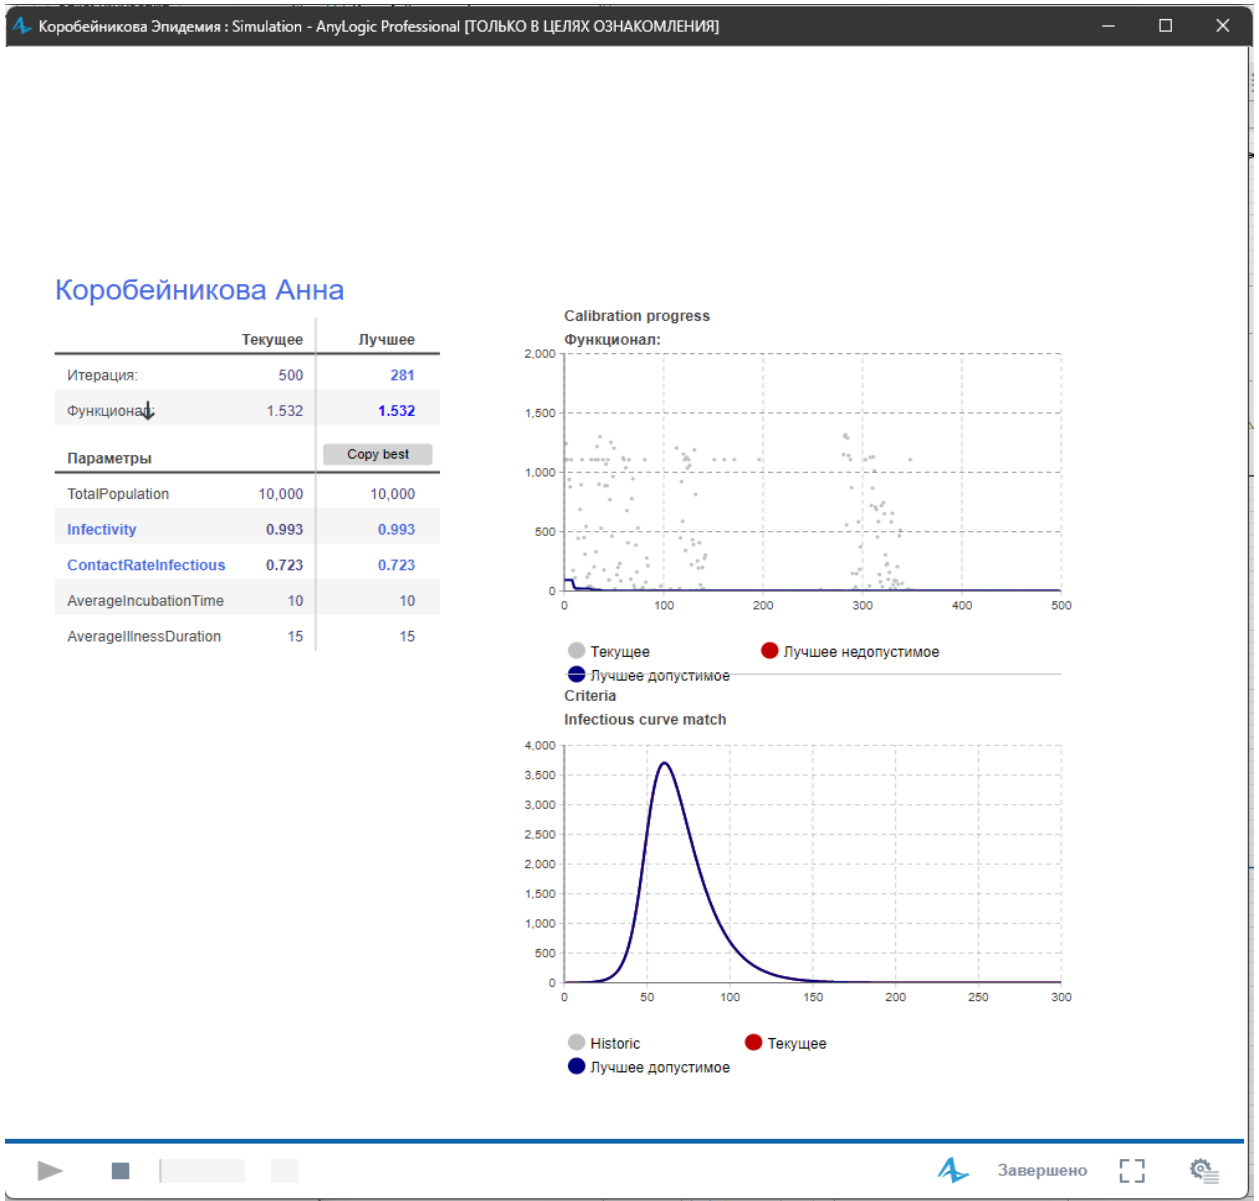 Коробейникова Эпидемия : Simulation - AnyLogic Professional [ТОЛЬКО В ЦЕЛЯХ ОЗНАКОМЛЕНИЯ]
Коробейникова Анна
Текущее Лучшее
Итерация: 500 281
Функционал: 1.532 1.532
Параметры Copy best
TotalPopulation 10,000 10,000
Infectivity 0.993 0.993
ContactRateInfectious 0.723 0.723
AverageIncubationTime 10 10
AverageIllnessDuration 15 15
Calibration progress
Функционал:
2,000
1,500
1,000
500
0
0 100 200 300 400 500
Текущее Лучшее недопустимое
Лучшее допустимое
Criteria
Infectious curve match
4,000
3,500
3,000
2,500
2,000
1,500
1,000
500
0
0 50 100 150 200 250 300
Historic Текущее
Лучшее допустимое
Завершено